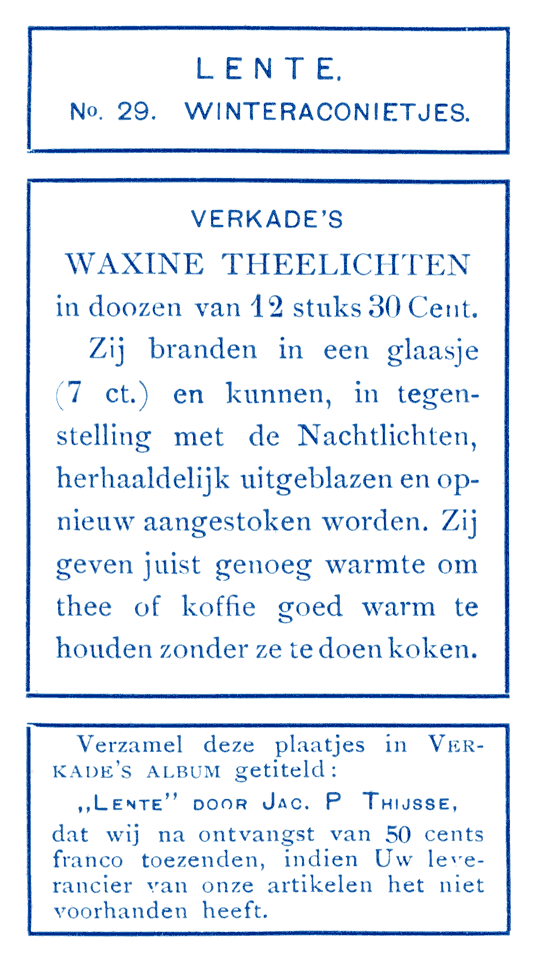 LENTE.
No. 29. WINTERACONIETJES.
VERKADE'S
WAXINE THEELICHTEN
in doozen van 12 stuks 30 Cent.
Zij branden in een glaasje
(7 ct.) en kunnen, in tegen-
stelling met de Nachtlichten,
herhaaldelijk uitgeblazen en op-
nieuw aangestoken worden. Zij
geven juist genoeg warmte om
thee of koffie goed warm te
houden zonder ze te doen koken.
Verzamel deze plaatjes in VER-
KADE'S ALBUM getiteld:
„LENTE" DOOR JAC. P THIJSSE,
dat wij na ontvangst van 50 cents
franco toezenden, indien Uw leve-
rancier van onze artikelen het niet
voorhanden heeft.